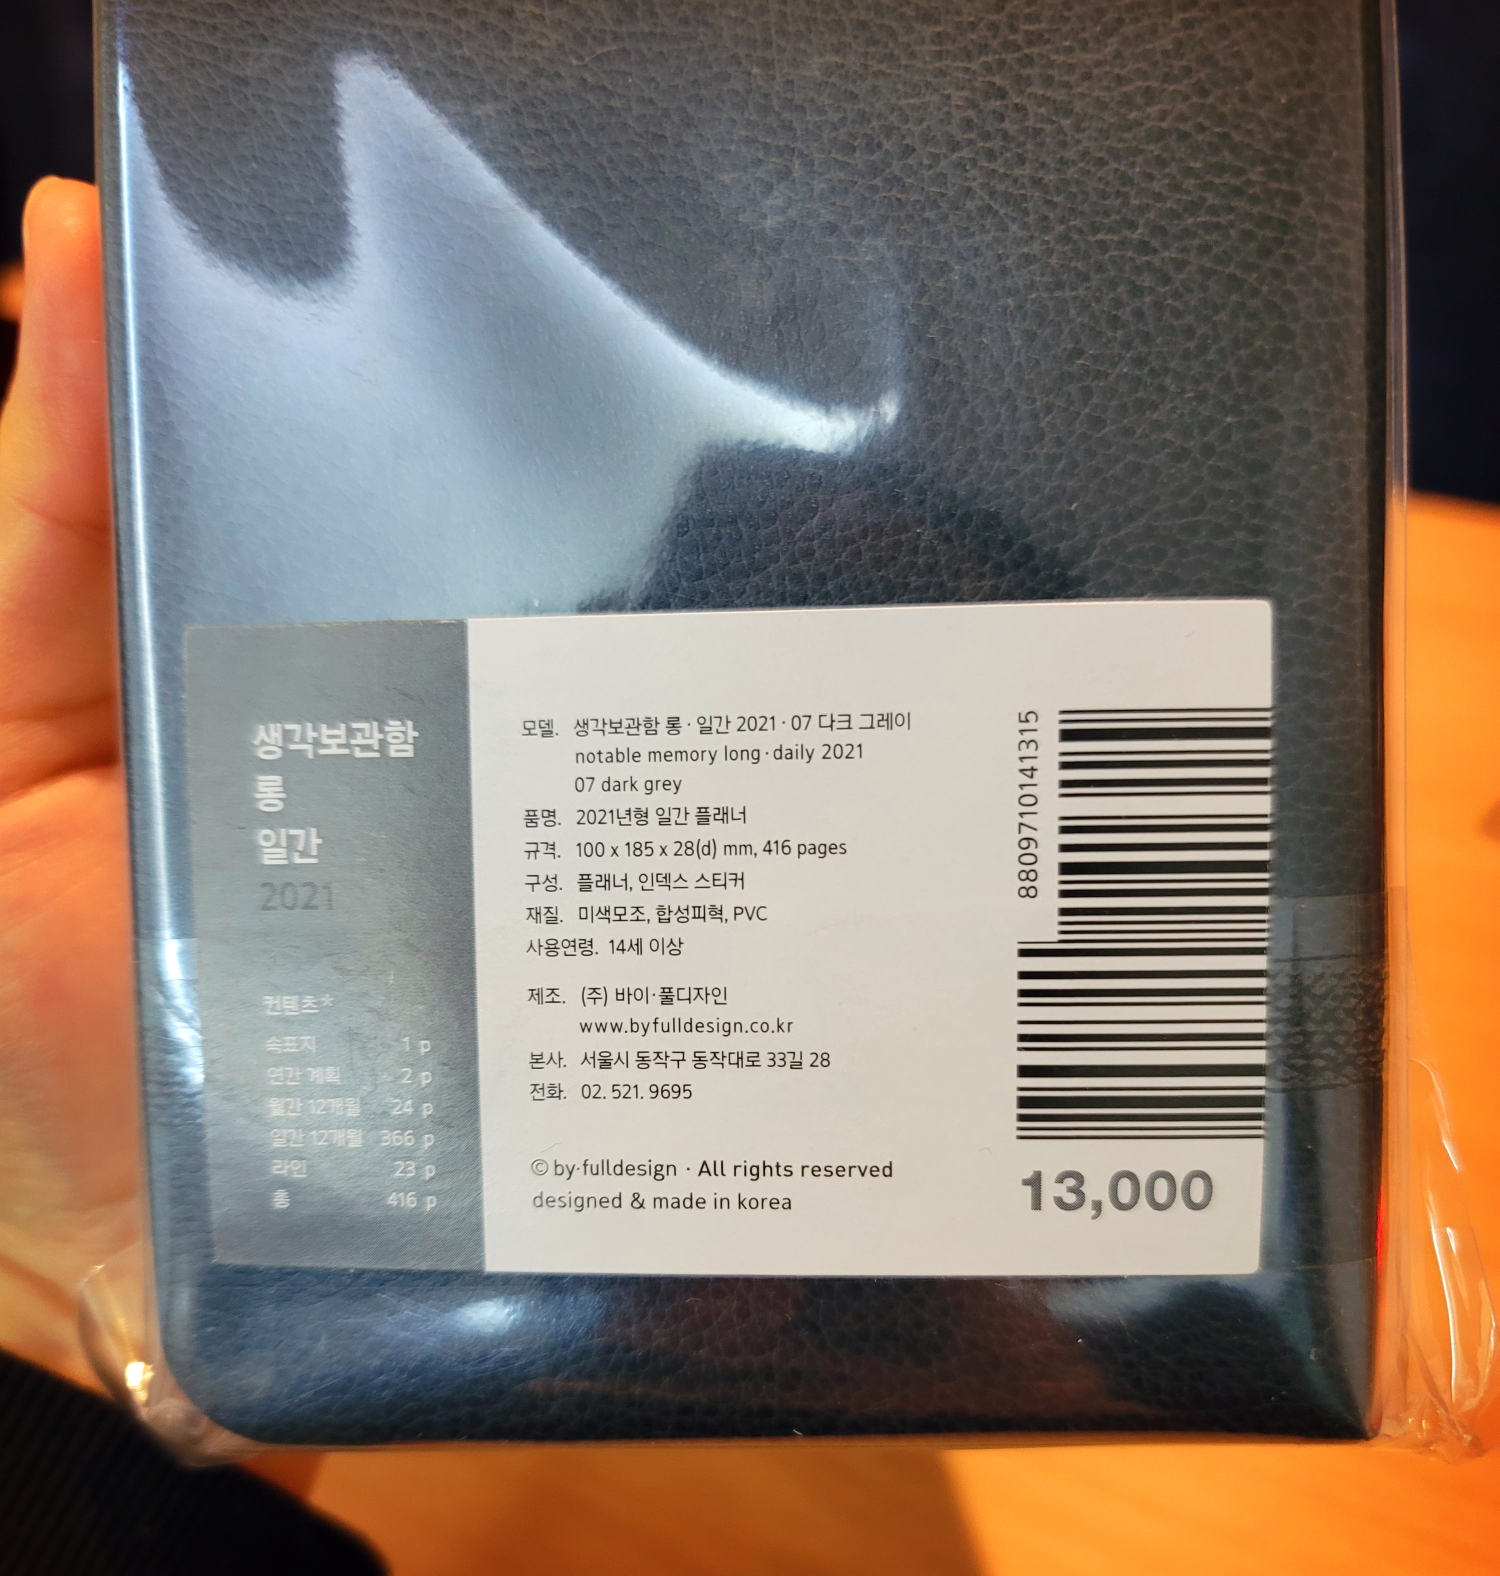 생각보관함
롱
일간
2021
컨텐츠*
속표지 1 p
연간 계획 2 p
월간 12개월 24 p
일간 12개월 366 p
라인 23 p
총 416 p
모델. 생각보관함 롱 · 일간 2021 · 07 다크 그레이
notable memory long · daily 2021
07 dark grey
품명. 2021년형 일간 플래너
규격. 100 x 185 x 28(d) mm, 416 pages
구성. 플래너, 인덱스 스티커
재질. 미색모조, 합성피혁, PVC
사용연령. 14세 이상
제조. (주) 바이·풀디자인
www.byfulldesign.co.kr
본사. 서울시 동작구 동작대로 33길 28
전화. 02. 521. 9695
© by·fulldesign · All rights reserved
designed & made in korea
8809710141315
13,000